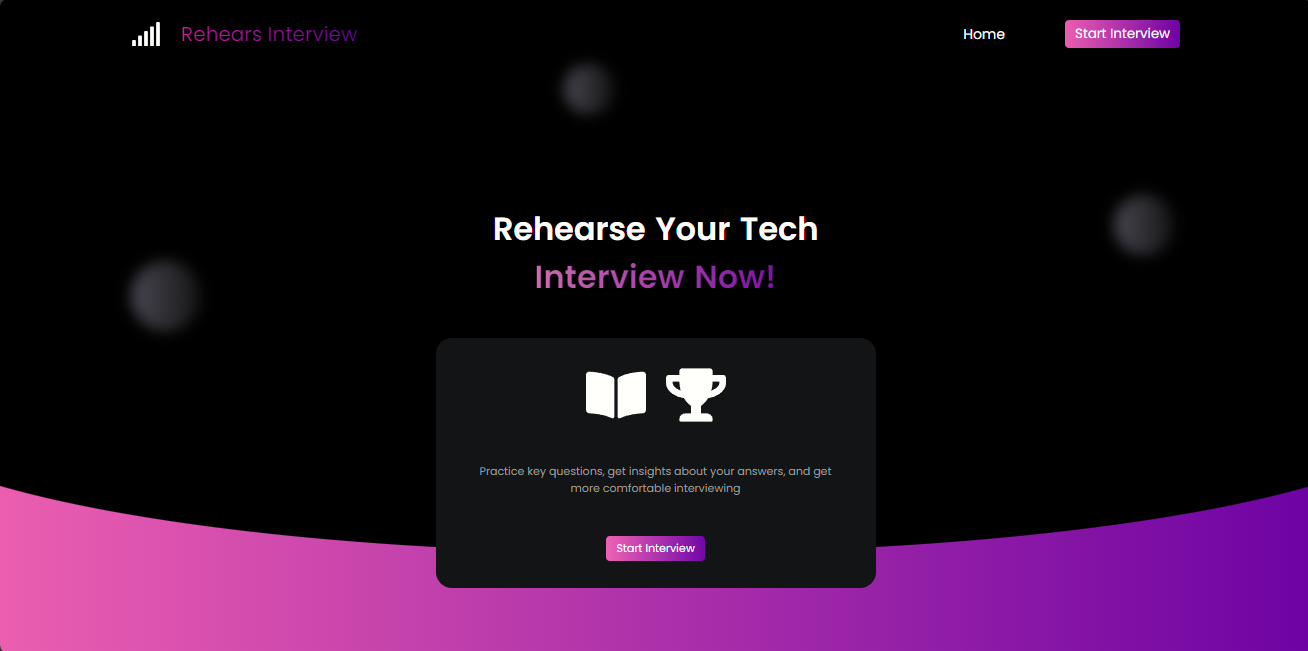 Rehears Interview
Home
Start Interview
Rehearse Your Tech
Interview Now!
Practice key questions, get insights about your answers, and get
more comfortable interviewing
Start Interview